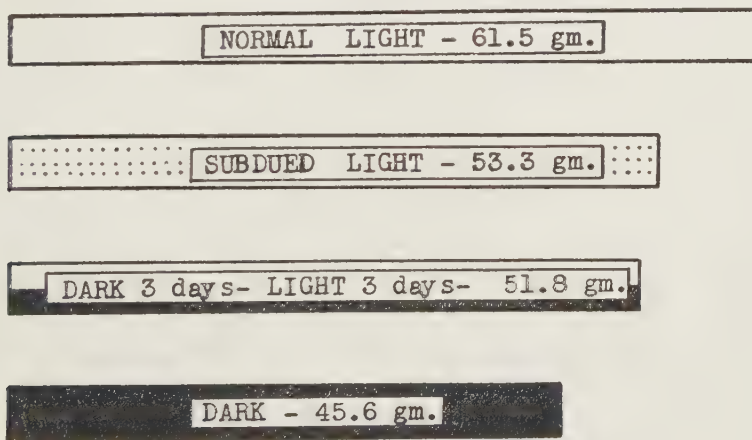 NORMAL LIGHT - 61.5 gm.
SUBDUED LIGHT - 53.3 gm.
DARK 3 days- LIGHT 3 days- 51.8 gm.
DARK - 45.6 gm.